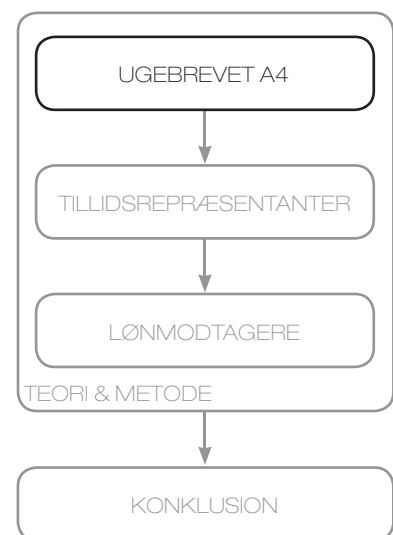 UGEBREVET A4
TILLIDSREPRÆSENTANTER
LØNMODTAGERE
TEORI & METODE
KONKLUSION